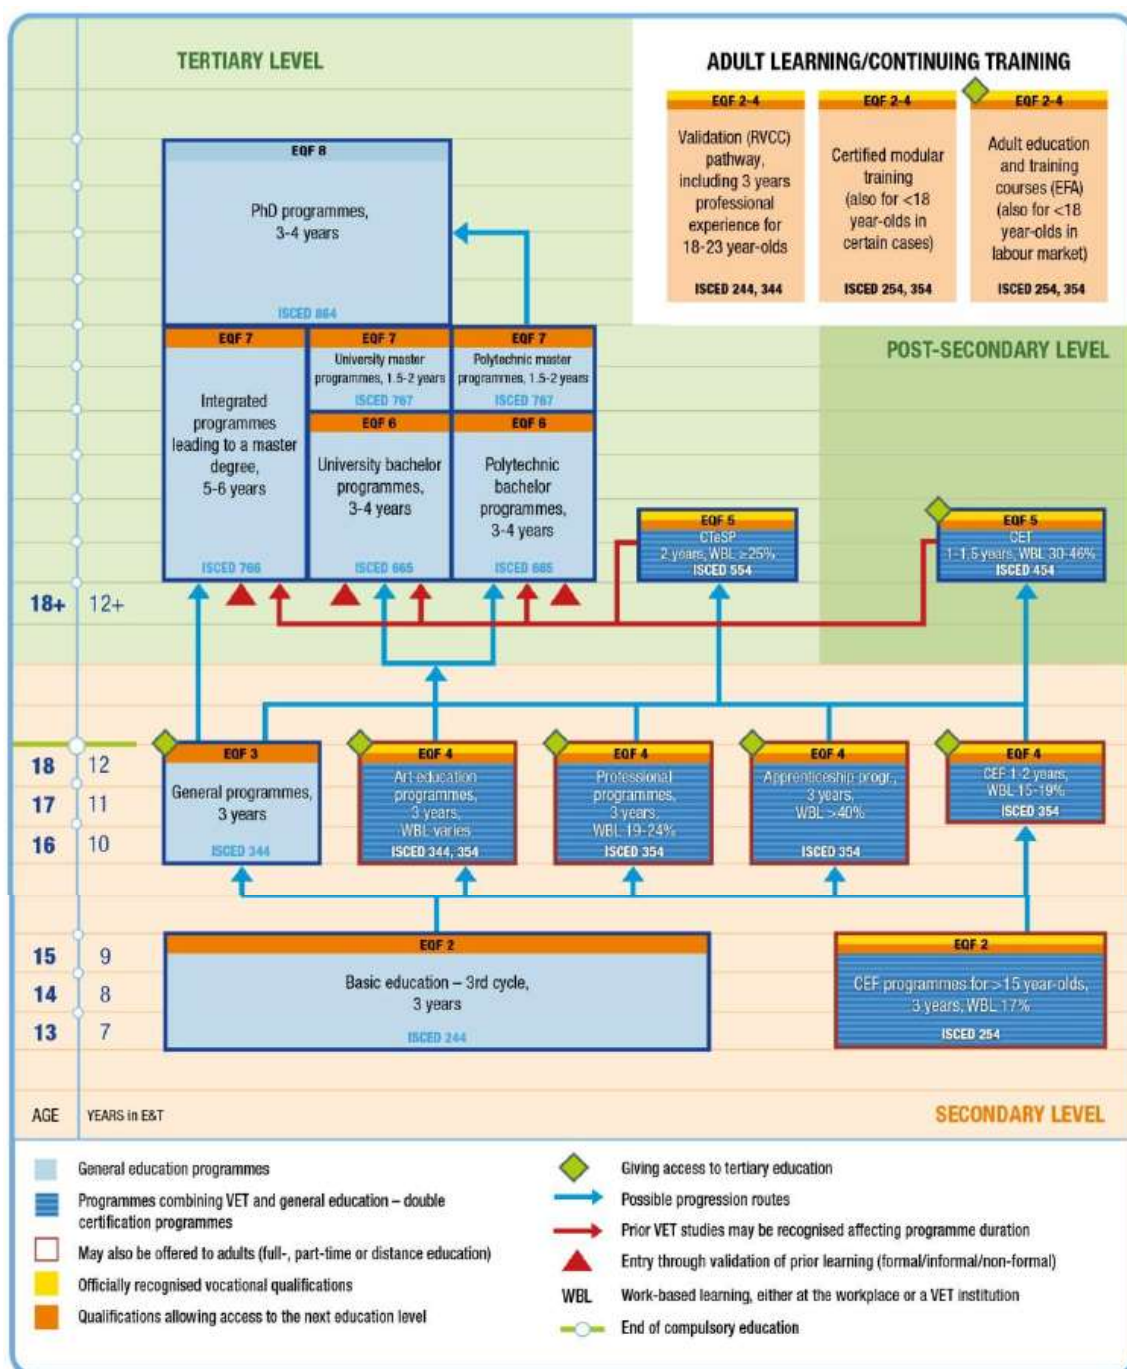 TERTIARY LEVEL
ADULT LEARNING/CONTINUING TRAINING
EQF 2-4
Validation (RVCC)
pathway,
including 3 years
professional
experience for
18-23 year-olds
ISCED 244, 344
EQF 2-4
Certified modular
training
(also for <18
year-olds in
certain cases)
ISCED 254, 354
EQF 2-4
Adult education
and training
courses (EFA)
(also for <18
year-olds in
labour market)
ISCED 254, 354
EQF 8
PhD programmes,
3-4 years
ISCED 864
POST-SECONDARY LEVEL
EQF 7
Integrated
programmes
leading to a master
degree,
5-6 years
ISCED 766
EQF 7
University master
programmes, 1.5-2 years
ISCED 767
EQF 7
Polytechnic master
programmes, 1.5-2 years
ISCED 767
EQF 6
University bachelor
programmes,
3-4 years
ISCED 665
EQF 6
Polytechnic
bachelor
programmes,
3-4 years
ISCED 665
EQF 5
CTeSP
2 years, WBL ≥25%
ISCED 554
EQF 5
CET
1-1,5 years, WBL 30-46%
ISCED 454
18+ 12+
18 12
17 11
16 10
EQF 3
General programmes,
3 years
ISCED 344
EQF 4
Art education
programmes,
3 years,
WBL varies
ISCED 344, 354
EQF 4
Professional
programmes,
3 years,
WBL 19-24%
ISCED 354
EQF 4
Apprenticeship progr.,
3 years,
WBL >40%
ISCED 354
EQF 4
CEF 1-2 years,
WBL 15-19%
ISCED 354
15 9
14 8
13 7
EQF 2
Basic education – 3rd cycle,
3 years
ISCED 244
EQF 2
CEF programmes for >15 year-olds,
3 years, WBL 17%
ISCED 254
AGE YEARS in E&T
SECONDARY LEVEL
General education programmes
Programmes combining VET and general education – double
certification programmes
May also be offered to adults (full-, part-time or distance education)
Officially recognised vocational qualifications
Qualifications allowing access to the next education level
Giving access to tertiary education
Possible progression routes
Prior VET studies may be recognised affecting programme duration
Entry through validation of prior learning (formal/informal/non-formal)
WBL Work-based learning, either at the workplace or a VET institution
End of compulsory education